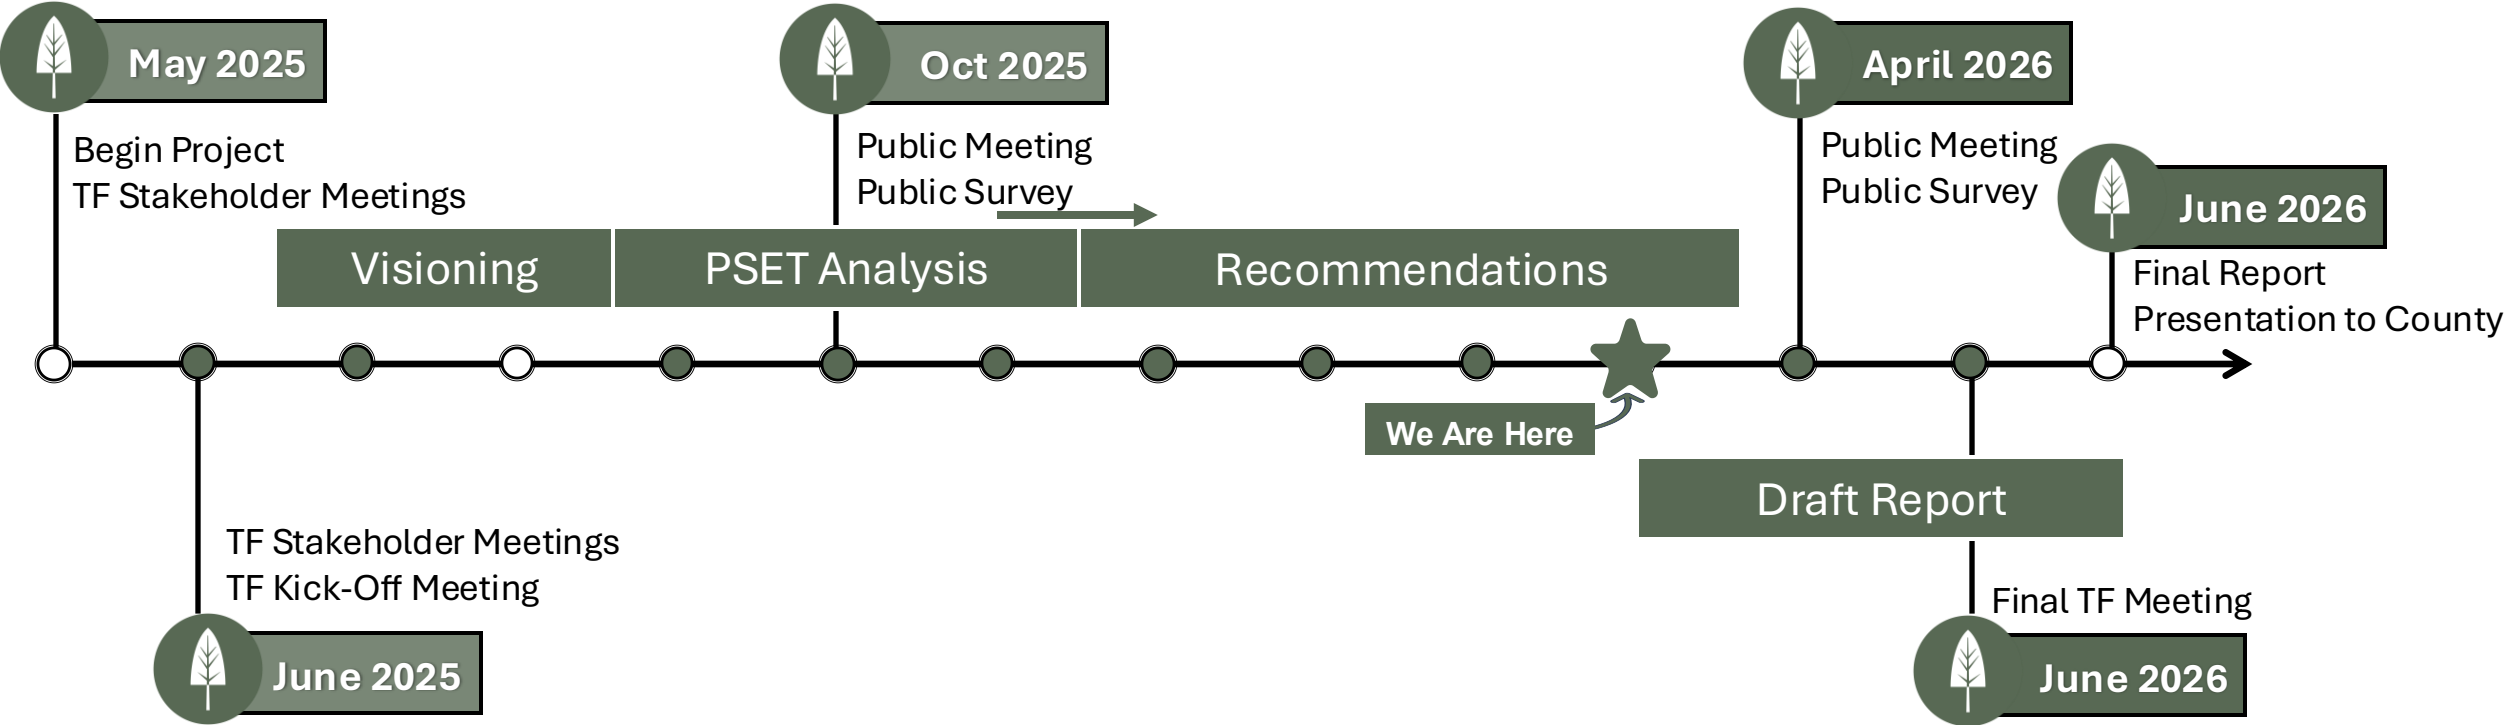 May 2025
Begin Project
TF Stakeholder Meetings
Oct 2025
Public Meeting
Public Survey
April 2026
Public Meeting
Public Survey
June 2026
Final Report
Presentation to County
Visioning
PSET Analysis
Recommendations
We Are Here
Draft Report
TF Stakeholder Meetings
TF Kick-Off Meeting
June 2025
Final TF Meeting
June 2026